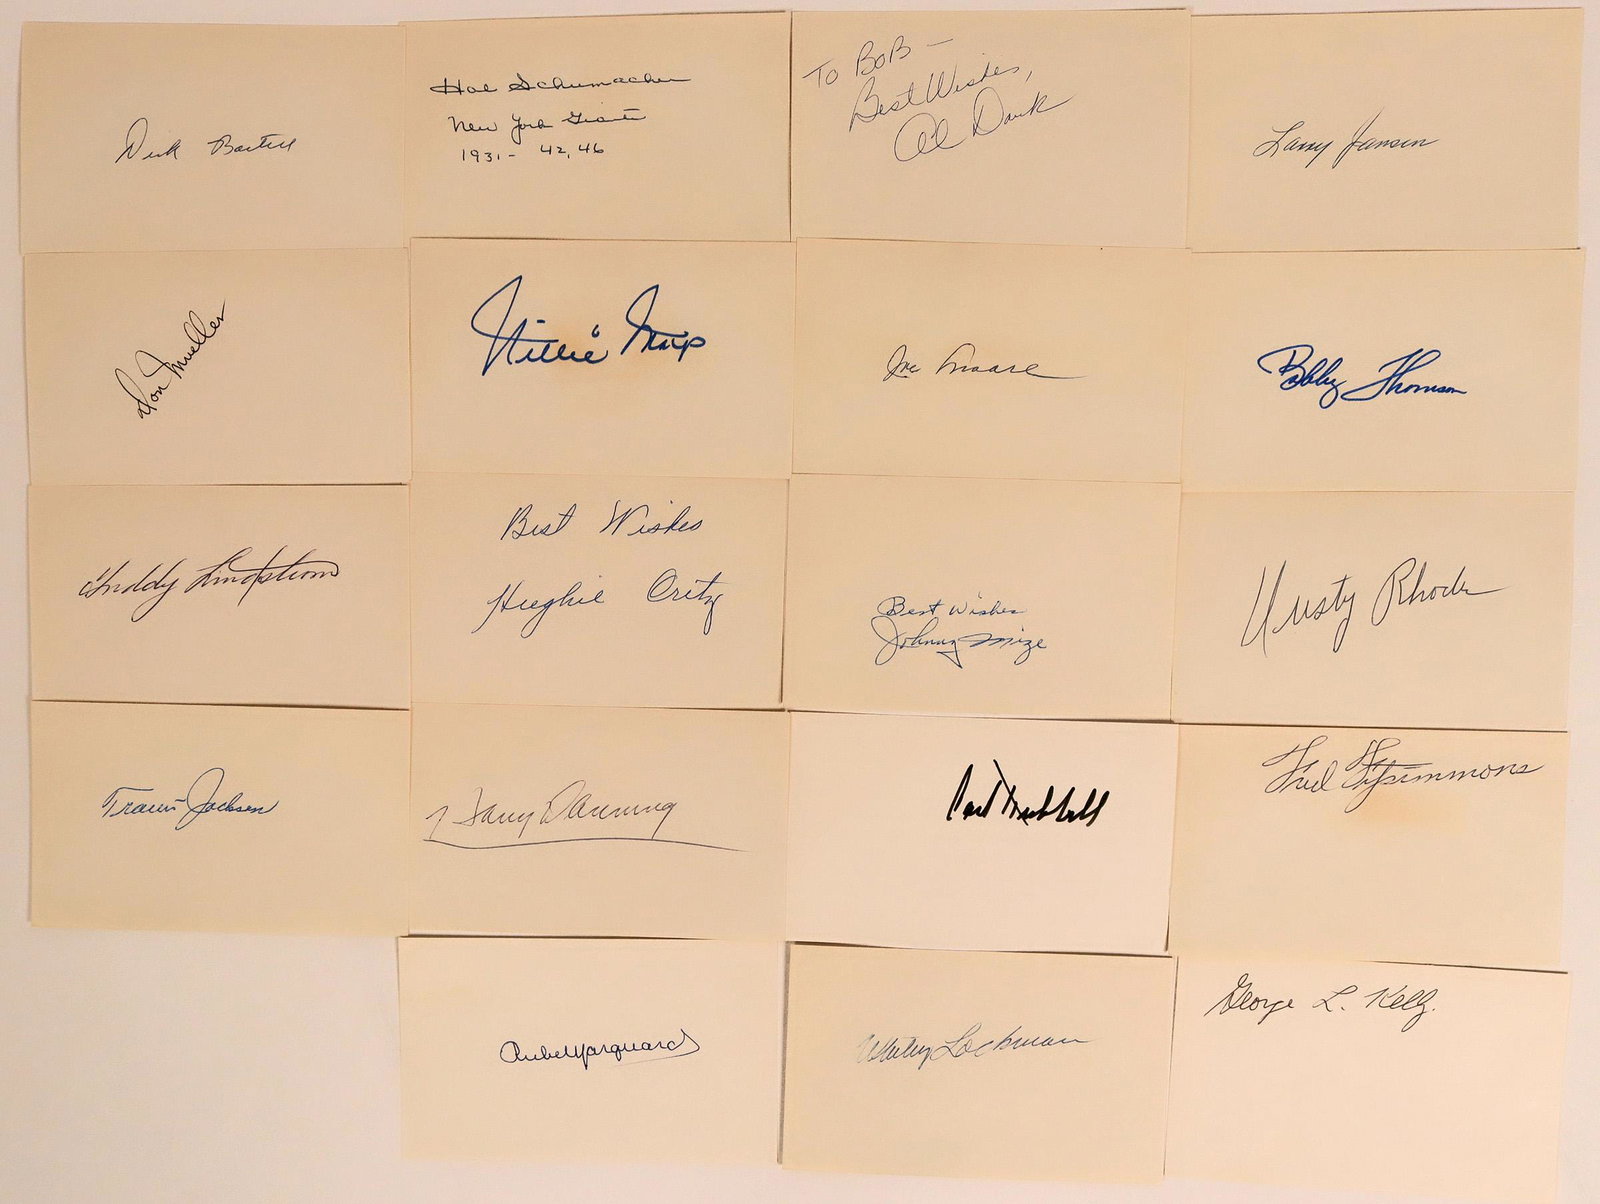 Dick Bartell
Hal Schumacher
New York Giants
1931- 42, 46
To Bob -
Best Wishes,
Al Dark
Larry Jansen
Don Mueller
Willie Mays
Joe Moore
Bobby Thomson
"Freddy Lindstrom
Best Wishes
Hughie Critz
Best Wishes
Johnny Mize
Dusty Rhodes
Travis Jackson
Harry Danning
Carl Hubbell
Fred Fitzsimmons
Rube Marquard
Whitey Lockman
George L. Kelly.